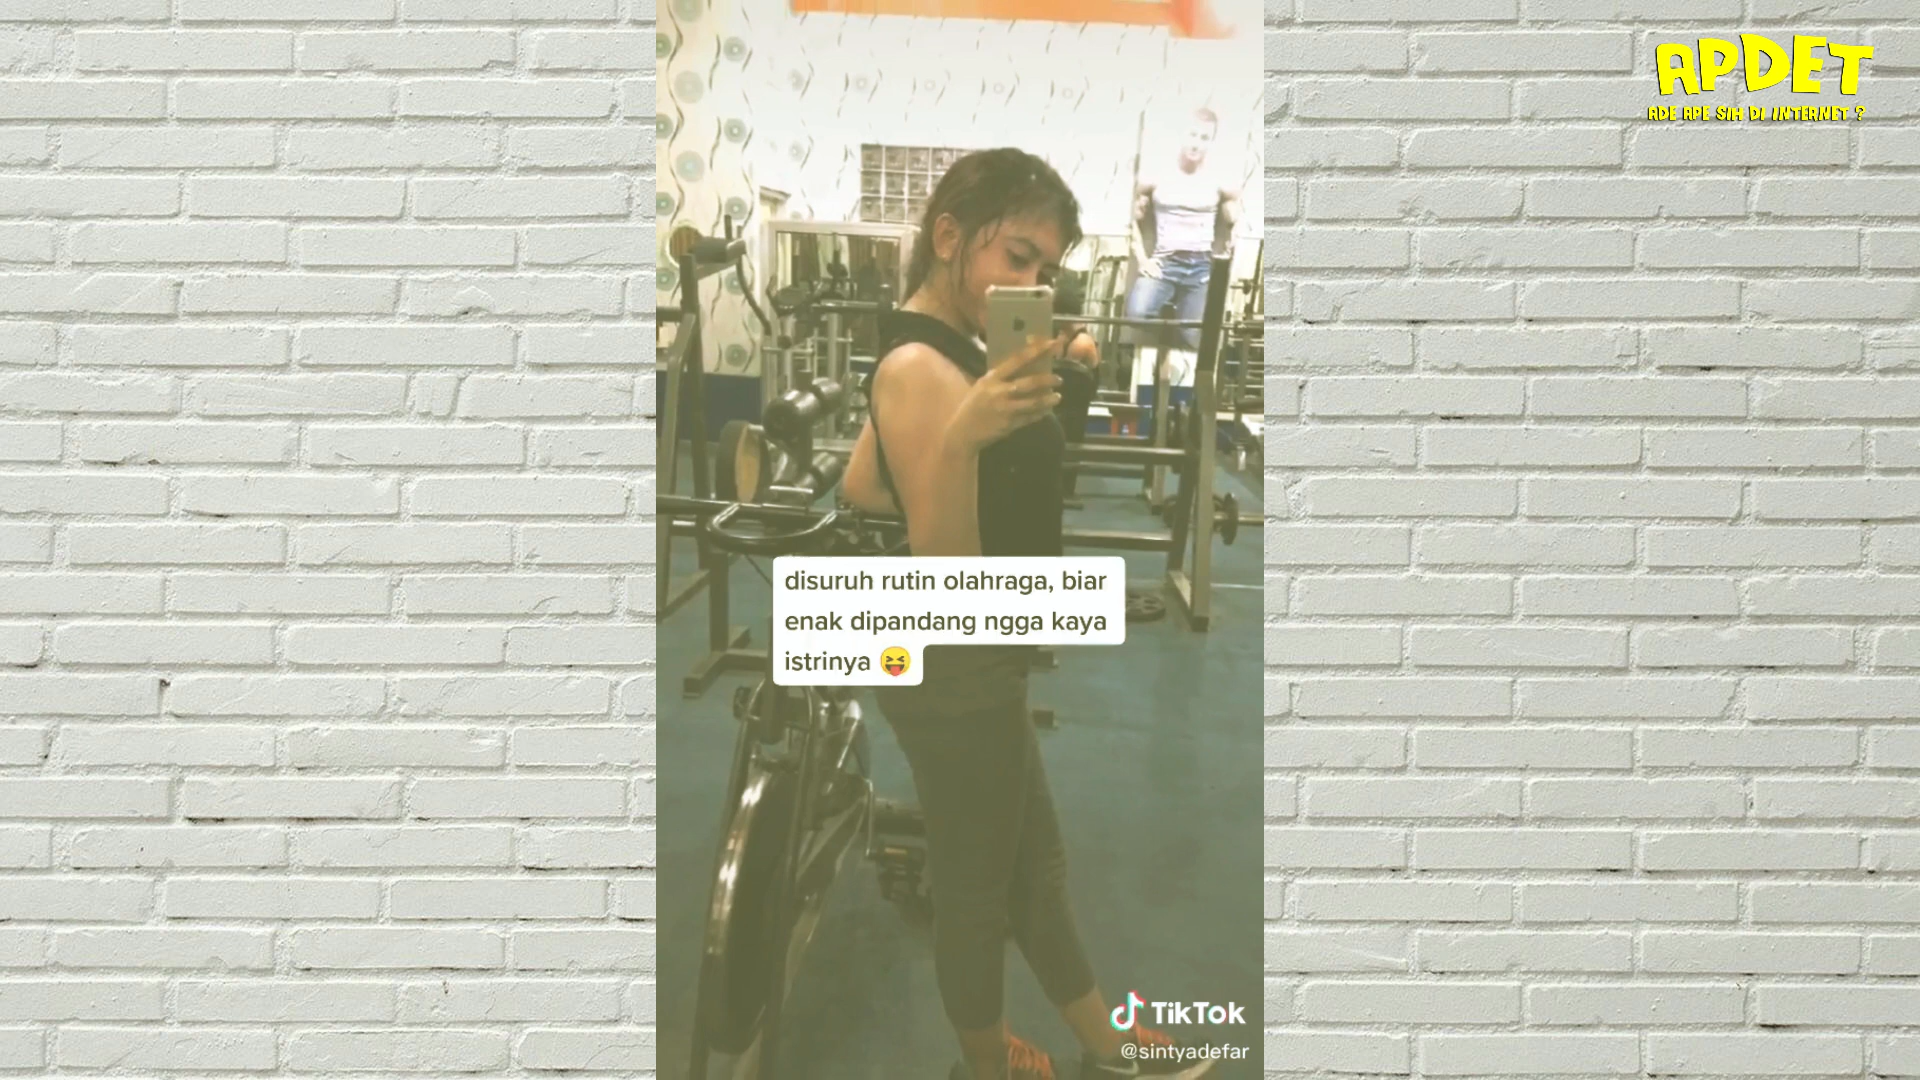 APDET
ADE APE SIH DI INTERNET ?
disuruh rutin olahraga, biar
enak dipandang ngga kaya
istrinya 😝
TikTok
@sintyadefar